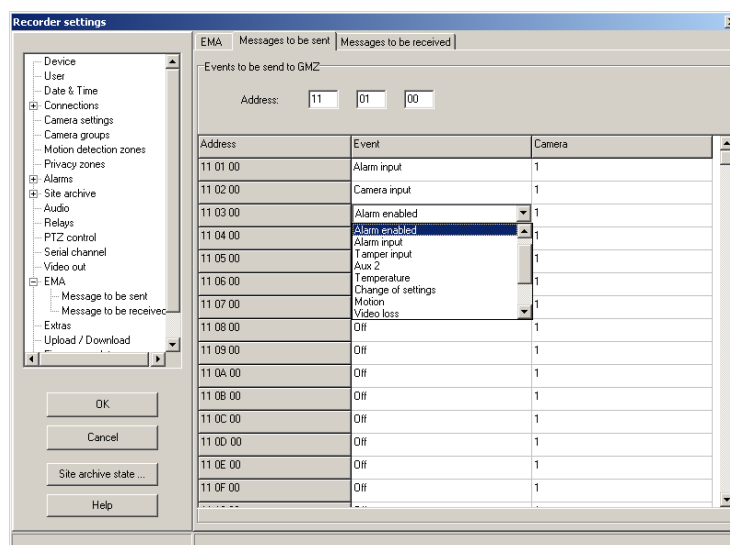 Recorder settings
EMA Messages to be sent Messages to be received
Device
User
Date & Time
Connections
Camera settings
Camera groups
Motion detection zones
Privacy zones
Alarms
Site archive
Audio
Relays
PTZ control
Serial channel
Video out
EMA
Message to be sent
Message to be received
Extras
Upload / Download
OK
Cancel
Site archive state ...
Help
Events to be send to GMZ
Address: 11 01 00
Address Event Camera
11 01 00 Alarm input 1
11 02 00 Camera input 1
11 03 00 Alarm enabled 1
11 04 00 1
11 05 00 1
11 06 00 1
11 07 00 1
Alarm enabled
Alarm input
Tamper input
Aux 2
Temperature
Change of settings
Motion
Video loss
11 08 00 Off 1
11 09 00 Off 1
11 0A 00 Off 1
11 0B 00 Off 1
11 0C 00 Off 1
11 0D 00 Off 1
11 0E 00 Off 1
11 0F 00 Off 1